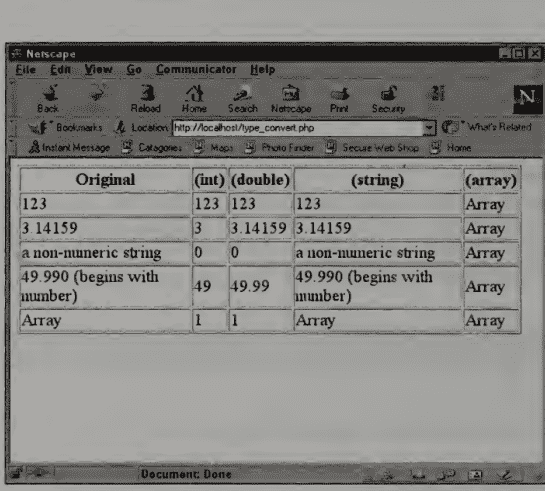 Netscape
File Edit View Go Communicator Help
Back Reload Home Search Netscape Print Security
N
Bookmarks Location: http://localhost/type_convert.php What's Related
Instant Message Catagories Maps Photo Finder Secure Web Shop Home
Original (int) (double) (string) (array)
123 123 123 123 Array
3.14159 3 3.14159 3.14159 Array
a non-numeric string 0 0 a non-numeric string Array
49.990 (begins with number) 49 49.99 49.990 (begins with number) Array
Array 1 1 Array Array
Document: Done